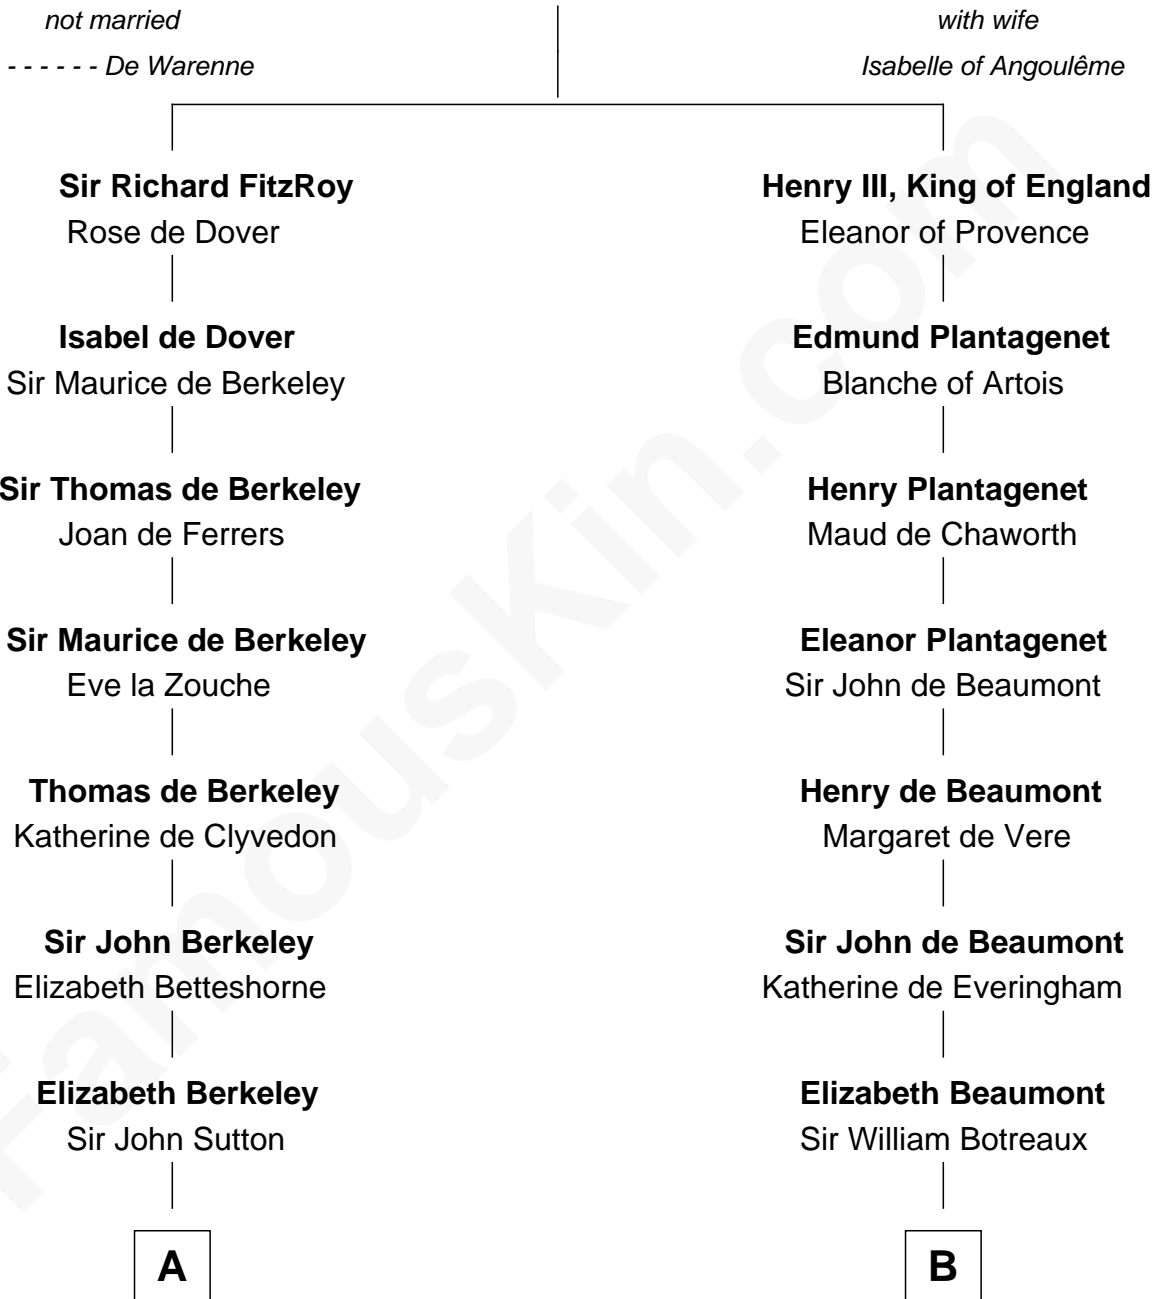 not married
with wife
- - - - - - De Warenne
Isabelle of Angoulême
Sir Richard FitzRoy
Rose de Dover
Henry III, King of England
Eleanor of Provence
Isabel de Dover
Sir Maurice de Berkeley
Edmund Plantagenet
Blanche of Artois
Sir Thomas de Berkeley
Joan de Ferrers
Henry Plantagenet
Maud de Chaworth
Sir Maurice de Berkeley
Eve la Zouche
Eleanor Plantagenet
Sir John de Beaumont
Thomas de Berkeley
Katherine de Clyvedon
Henry de Beaumont
Margaret de Vere
Sir John Berkeley
Elizabeth Betteshorne
Sir John de Beaumont
Katherine de Everingham
Elizabeth Berkeley
Sir John Sutton
Elizabeth Beaumont
Sir William Botreaux
A
B
FamousKin.com